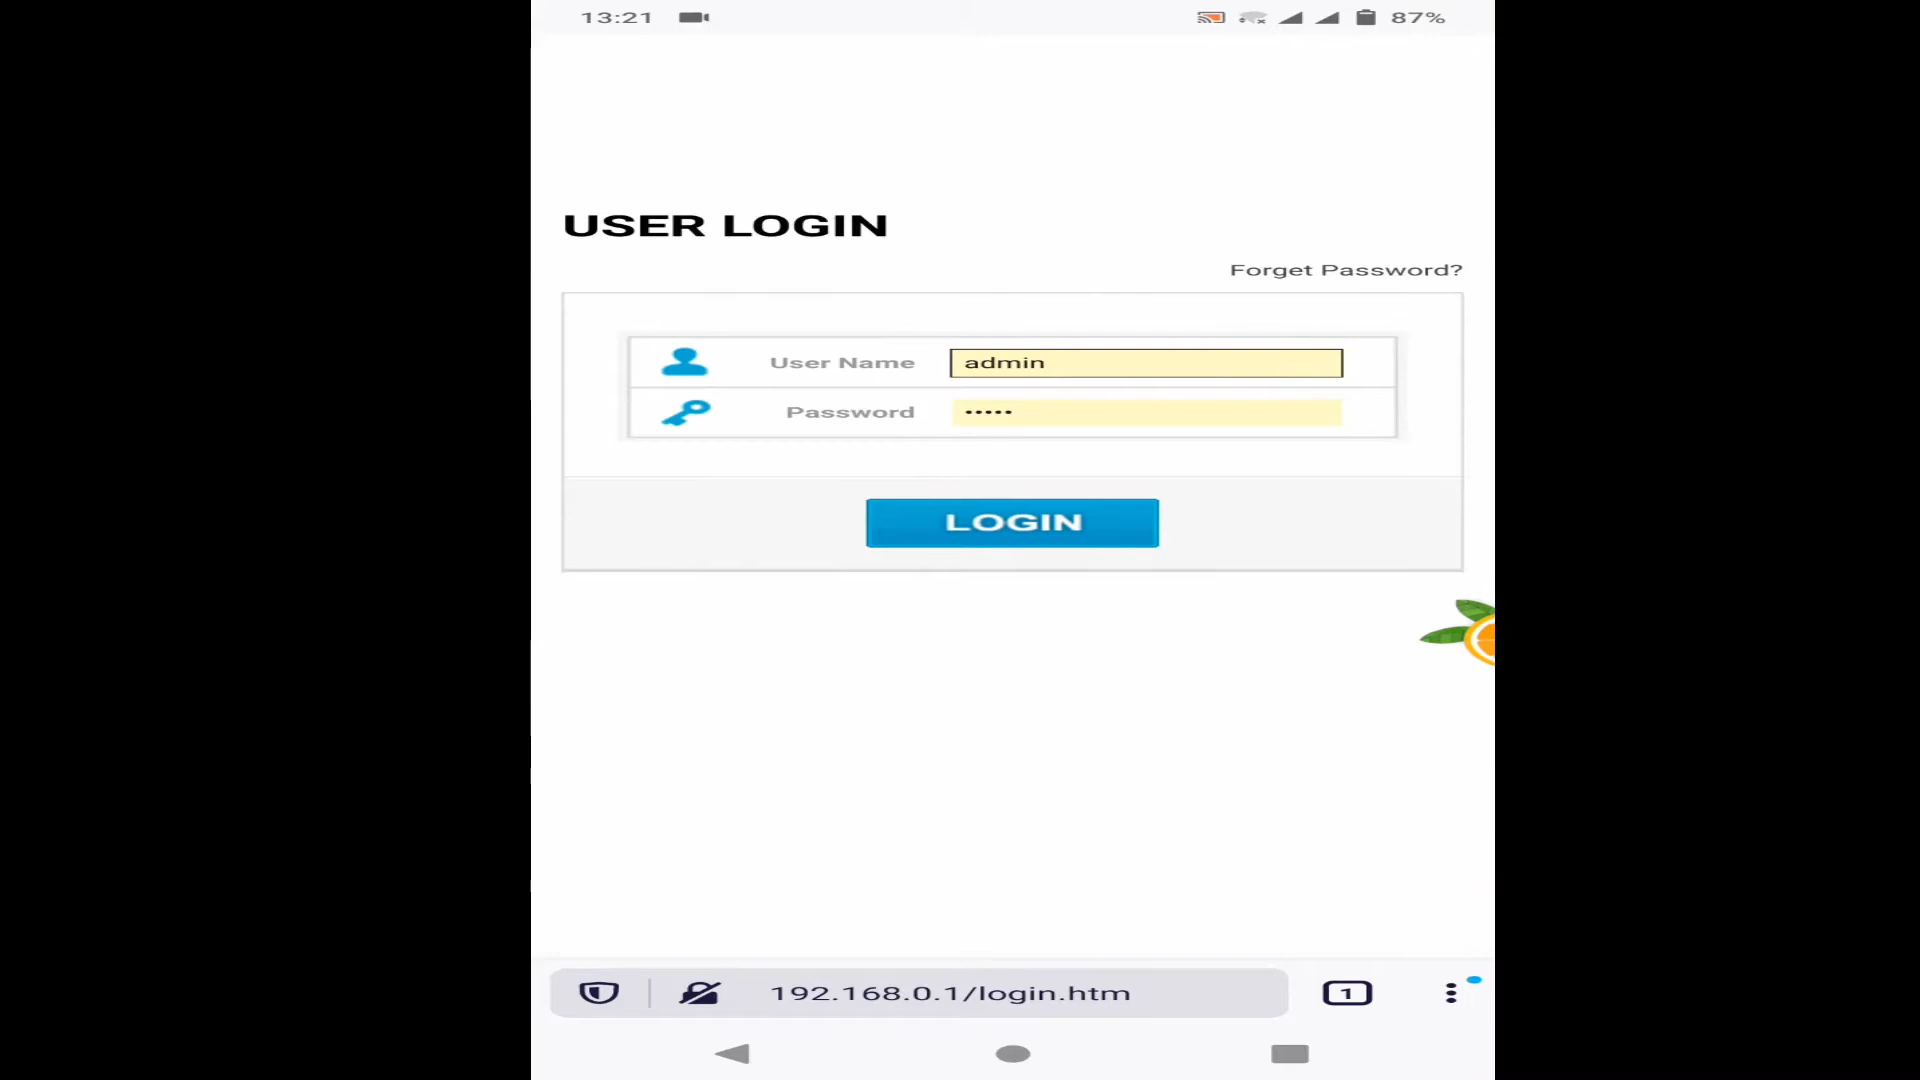 13:21
87%
USER LOGIN
Forget Password?
User Name admin
Password •••••
LOGIN
192.168.0.1/login.htm
1